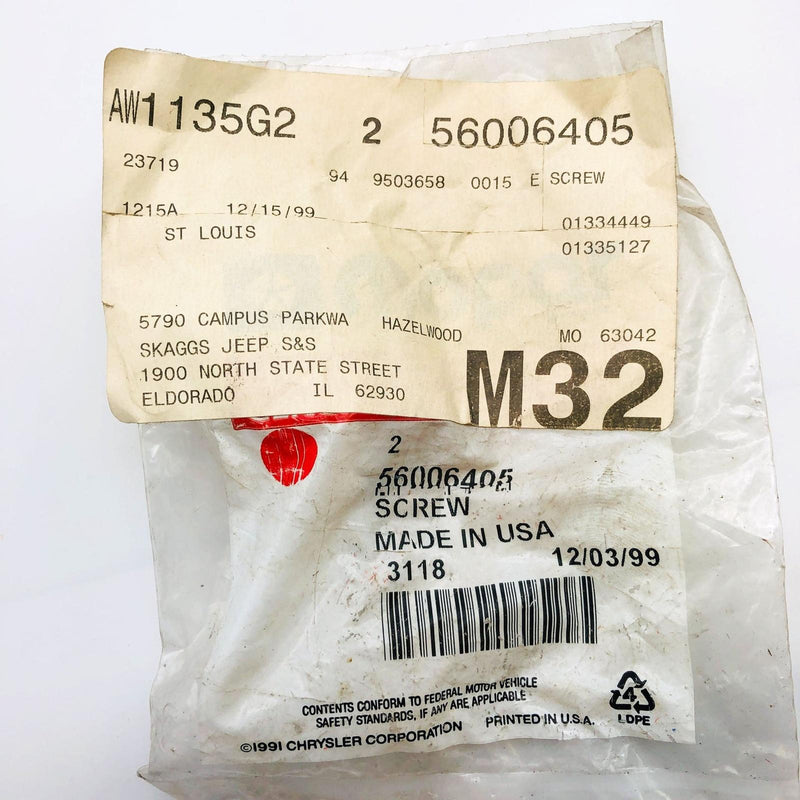 AW1135G2 2 56006405
23719 94 9503658 0015 E SCREW
1215A 12/15/99 01334449
ST LOUIS 01335127
5790 CAMPUS PARKWA HAZELWOOD MO 63042
SKAGGS JEEP S&S
1900 NORTH STATE STREET
ELDORADO IL 62930
M32
2
56006405
SCREW
MADE IN USA
3118 12/03/99
CONTENTS CONFORM TO FEDERAL MOTOR VEHICLE
SAFETY STANDARDS, IF ANY ARE APPLICABLE
©1991 CHRYSLER CORPORATION PRINTED IN U.S.A.
4
LDPE